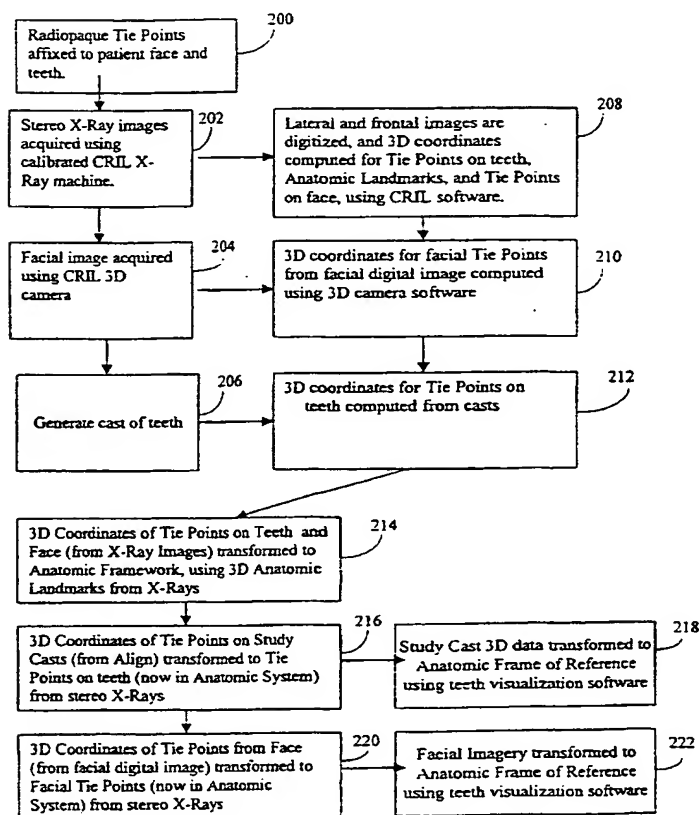 200
Radiopaque Tie Points
affixed to patient face and
teeth.
202
Stereo X-Ray images
acquired using
calibrated CRIL X-
Ray machine.
208
Lateral and frontal images are
digitized, and 3D coordinates
computed for Tie Points on teeth,
Anatomic Landmarks, and Tie Points
on face, using CRIL software.
204
Facial image acquired
using CRIL 3D
camera
210
3D coordinates for facial Tie Points
from facial digital image computed
using 3D camera software
206
Generate cast of teeth
212
3D coordinates for Tie Points on
teeth computed from casts
214
3D Coordinates of Tie Points on Teeth and
Face (from X-Ray Images) transformed to
Anatomic Framework, using 3D Anatomic
Landmarks from X-Rays
216
3D Coordinates of Tie Points on Study
Casts (from Align) transformed to Tie
Points on teeth (now in Anatomic System)
from stereo X-Rays
218
Study Cast 3D data transformed to
Anatomic Frame of Reference
using teeth visualization software
220
3D Coordinates of Tie Points from Face
(from facial digital image) transformed to
Facial Tie Points (now in Anatomic
System) from stereo X-Rays
222
Facial Imagery transformed to
Anatomic Frame of Reference
using teeth visualization software